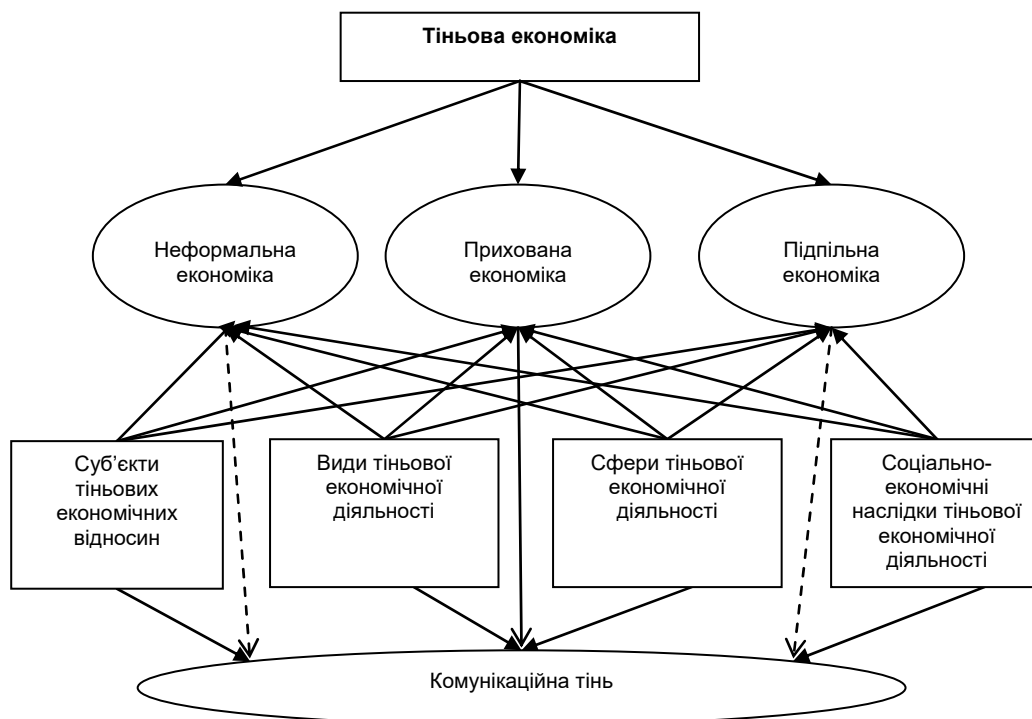 Тіньова економіка
Неформальна
економіка
Прихована
економіка
Підпільна
економіка
Суб’єкти
тіньових
економічних
відносин
Види тіньової
економічної
діяльності
Сфери тіньової
економічної
діяльності
Соціально-
економічні
наслідки тіньової
економічної
діяльності
Комунікаційна тінь